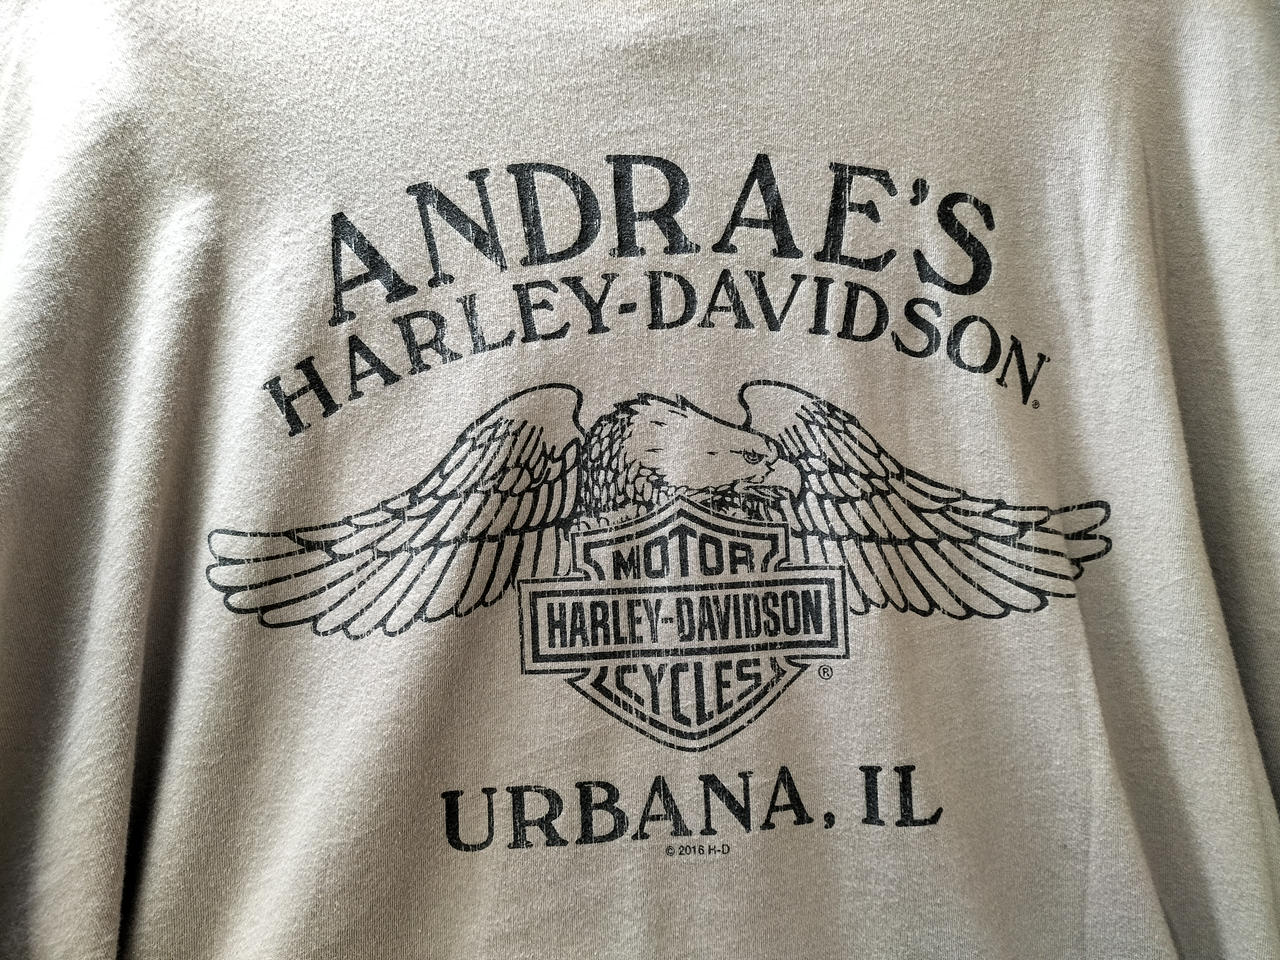 ANDRAE'S
HARLEY-DAVIDSON®
MOTOR
HARLEY-DAVIDSON
CYCLES
®
URBANA, IL
© 2016 H-D